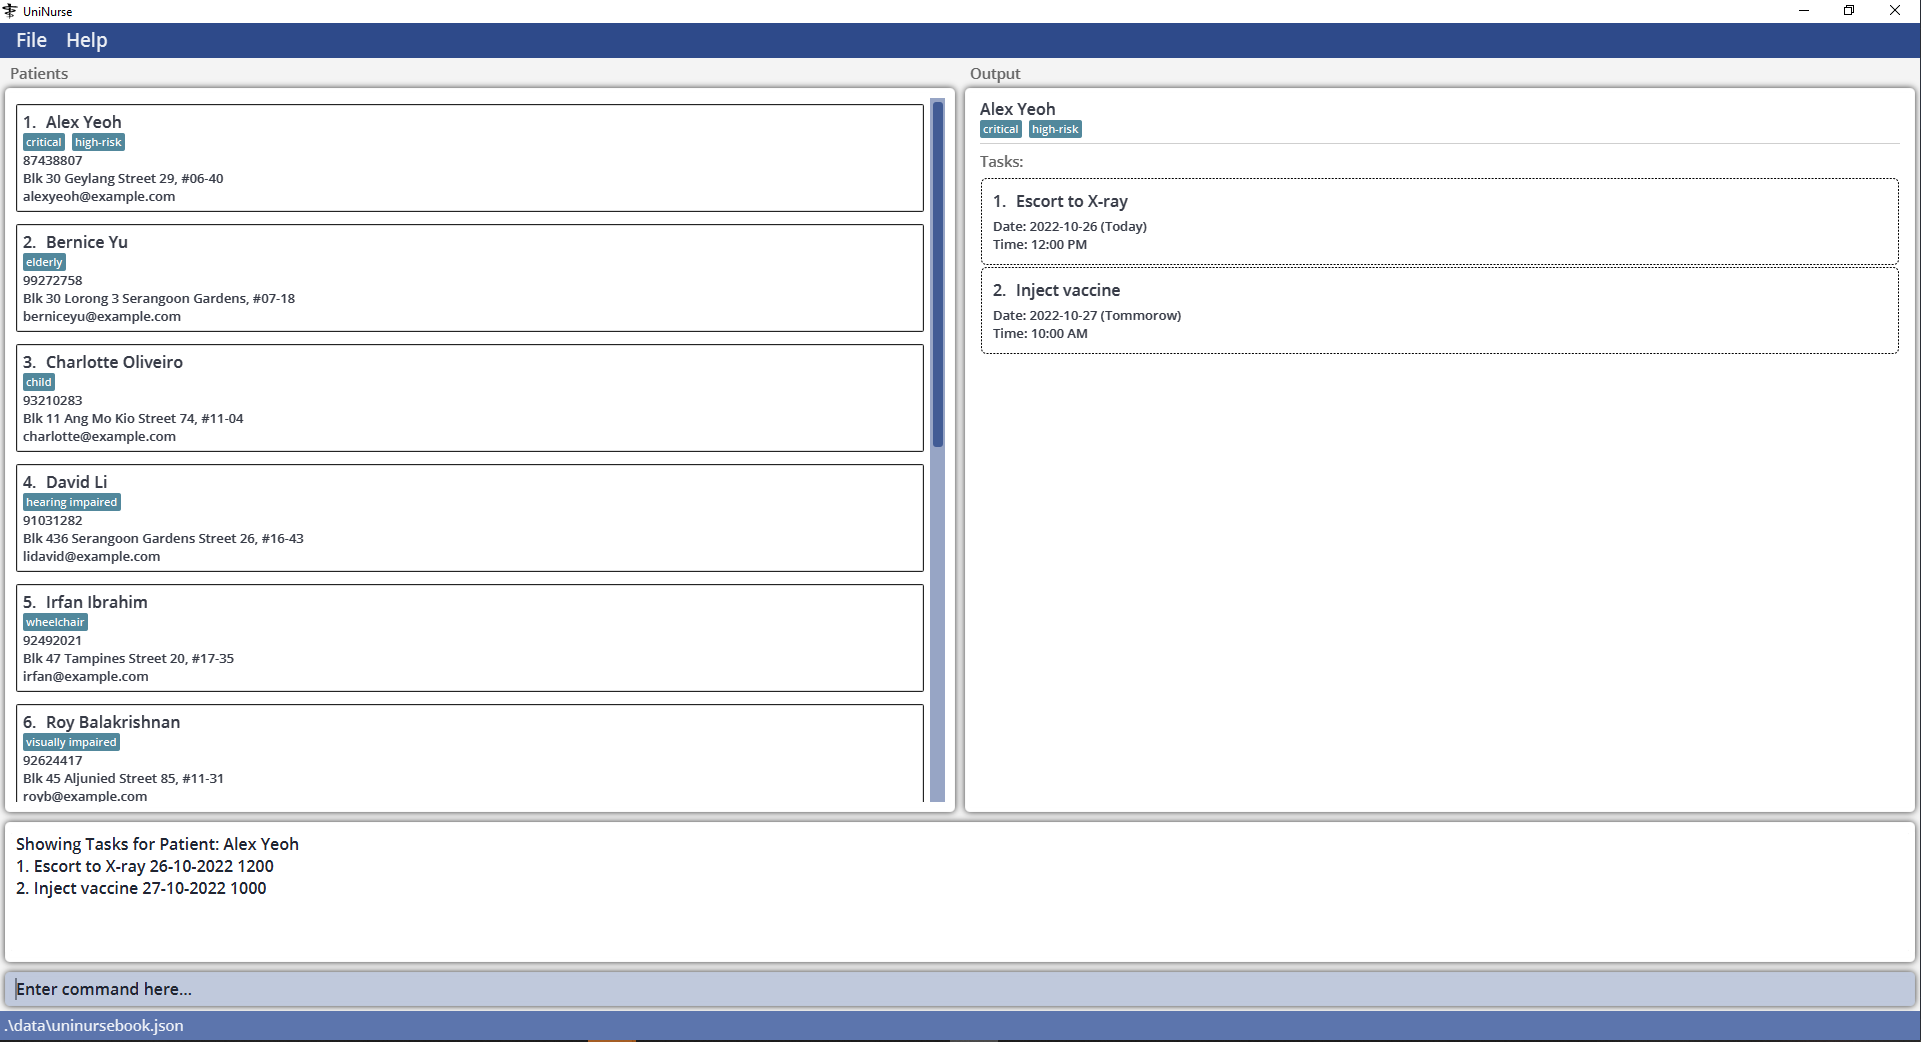 UniNurse
File Help
Patients
1. Alex Yeoh
critical high-risk
87438807
Blk 30 Geylang Street 29, #06-40
alexyeoh@example.com
2. Bernice Yu
elderly
99272758
Blk 30 Lorong 3 Serangoon Gardens, #07-18
berniceyu@example.com
3. Charlotte Oliveiro
child
93210283
Blk 11 Ang Mo Kio Street 74, #11-04
charlotte@example.com
4. David Li
hearing impaired
91031282
Blk 436 Serangoon Gardens Street 26, #16-43
lidavid@example.com
5. Irfan Ibrahim
wheelchair
92492021
Blk 47 Tampines Street 20, #17-35
irfan@example.com
6. Roy Balakrishnan
visually impaired
92624417
Blk 45 Aljunied Street 85, #11-31
royb@example.com
Output
Alex Yeoh
critical high-risk
Tasks:
1. Escort to X-ray
Date: 2022-10-26 (Today)
Time: 12:00 PM
2. Inject vaccine
Date: 2022-10-27 (Tommorow)
Time: 10:00 AM
Showing Tasks for Patient: Alex Yeoh
1. Escort to X-ray 26-10-2022 1200
2. Inject vaccine 27-10-2022 1000
Enter command here...
.\data\uninursebook.json